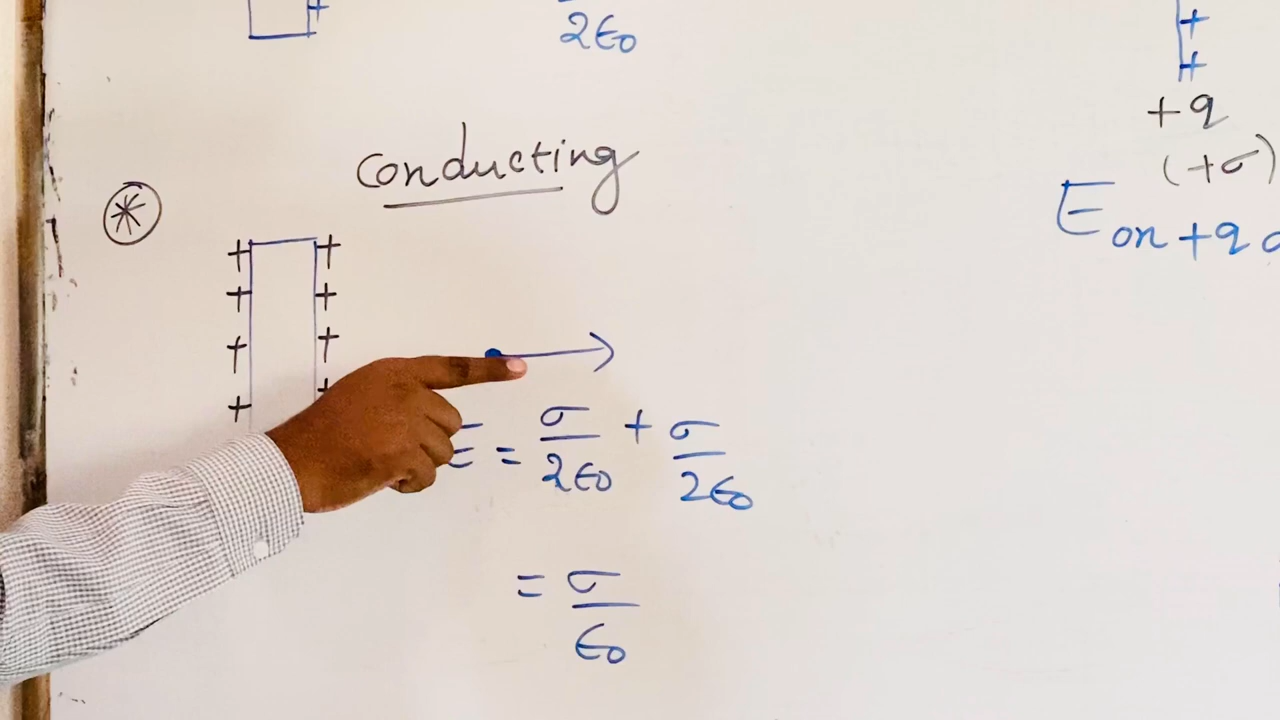 +
2ε₀
+
+
+q
(+σ)
E on +q
conducting
*
+ +
+ +
+ +
+ +
E = σ/2ε₀ + σ/2ε₀
= σ/ε₀